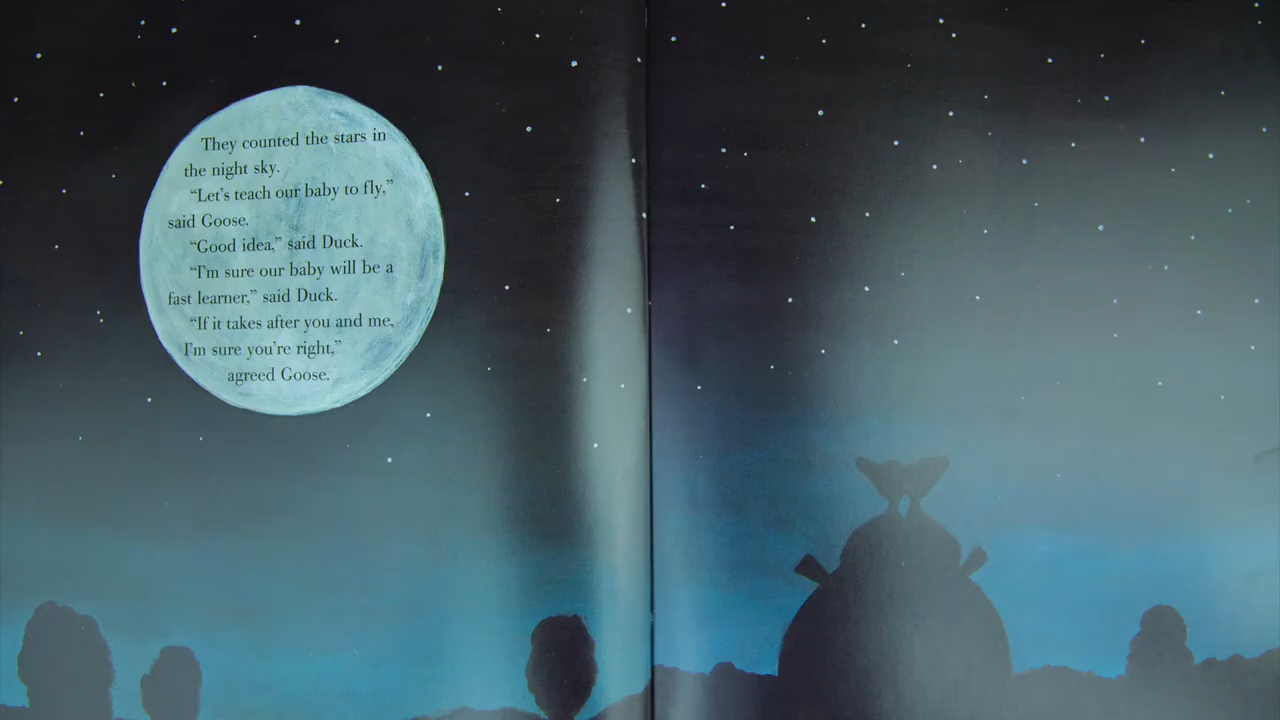 They counted the stars in
the night sky.
“Let’s teach our baby to fly,”
said Goose.
“Good idea,” said Duck.
“I’m sure our baby will be a
fast learner,” said Duck.
“If it takes after you and me,
I’m sure you’re right,”
agreed Goose.